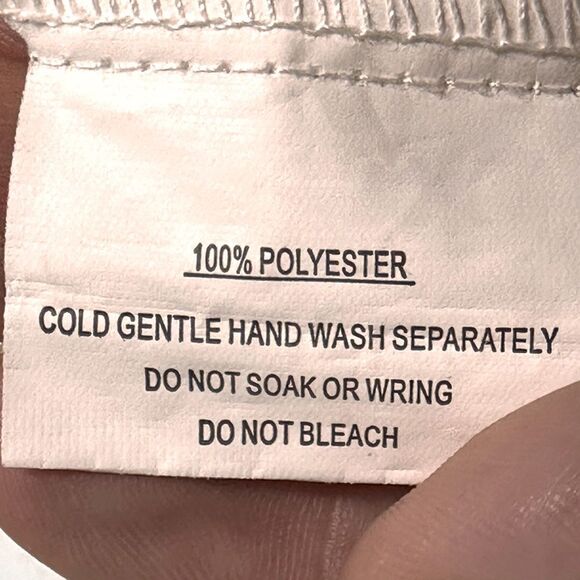 100% POLYESTER
COLD GENTLE HAND WASH SEPARATELY
DO NOT SOAK OR WRING
DO NOT BLEACH